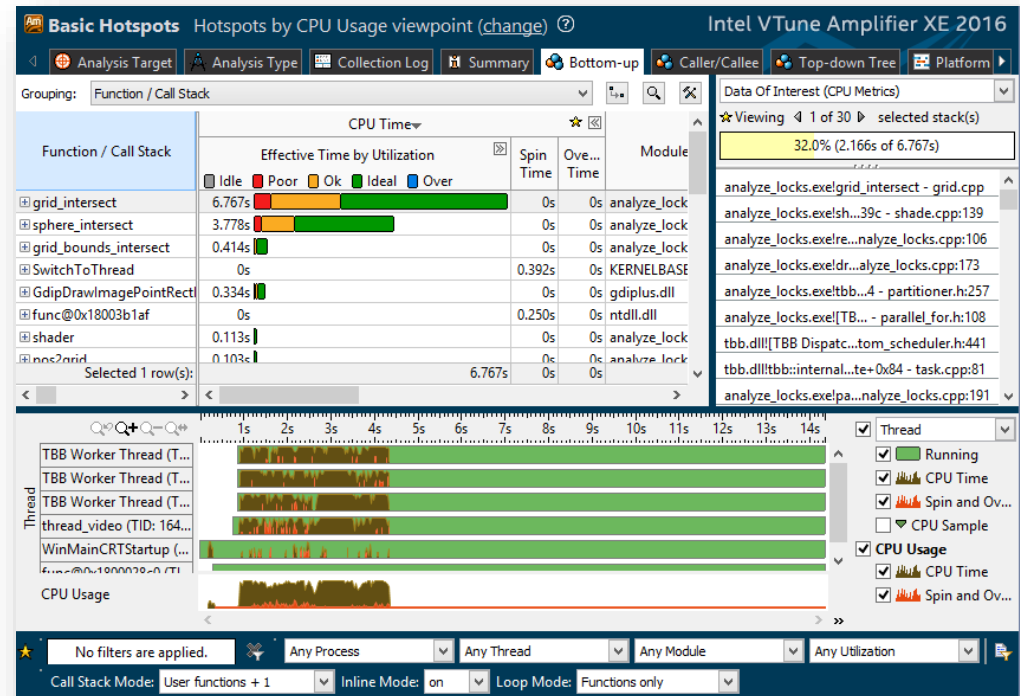 Basic Hotspots Hotspots by CPU Usage viewpoint (change) Intel VTune Amplifier XE 2016
Analysis Target Analysis Type Collection Log Summary Bottom-up Caller/Callee Top-down Tree Platform
Grouping: Function / Call Stack
Function / Call Stack
CPU Time
Effective Time by Utilization
Idle Poor Ok Ideal Over
Spin Time
Ove... Time
Module
grid_intersect 6.767s 0s 0s analyze_lock
sphere_intersect 3.778s 0s 0s analyze_lock
grid_bounds_intersect 0.414s 0s 0s analyze_lock
SwitchToThread 0s 0.392s 0s KERNELBASE
GdipDrawImagePointRectI 0.334s 0s 0s gdiplus.dll
func@0x18003b1af 0s 0.250s 0s ntdll.dll
shader 0.113s 0s 0s analyze_lock
pos2grid 0.103s 0s 0s analyze_lock
Selected 1 row(s): 6.767s 0s 0s
Data Of Interest (CPU Metrics)
Viewing 1 of 30 selected stack(s)
32.0% (2.166s of 6.767s)
analyze_locks.exe!grid_intersect - grid.cpp
analyze_locks.exe!sh...39c - shade.cpp:139
analyze_locks.exe!re...nalyze_locks.cpp:106
analyze_locks.exe!dr...alyze_locks.cpp:173
analyze_locks.exe!tbb...4 - partitioner.h:257
analyze_locks.exe![TB... - parallel_for.h:108
tbb.dll![TBB Dispatc...tom_scheduler.h:441
tbb.dll!tbb::internal...te+0x84 - task.cpp:81
analyze_locks.exe!pa...nalyze_locks.cpp:191
1s 2s 3s 4s 5s 6s 7s 8s 9s 10s 11s 12s 13s 14s
Thread
TBB Worker Thread (T...
TBB Worker Thread (T...
TBB Worker Thread (T...
thread_video (TID: 164...
WinMainCRTStartup (...
func@0x1800028c0 (TI...
CPU Usage
Thread
Running
CPU Time
Spin and Ov...
CPU Sample
CPU Usage
CPU Time
Spin and Ov...
No filters are applied. Any Process Any Thread Any Module Any Utilization
Call Stack Mode: User functions + 1 Inline Mode: on Loop Mode: Functions only